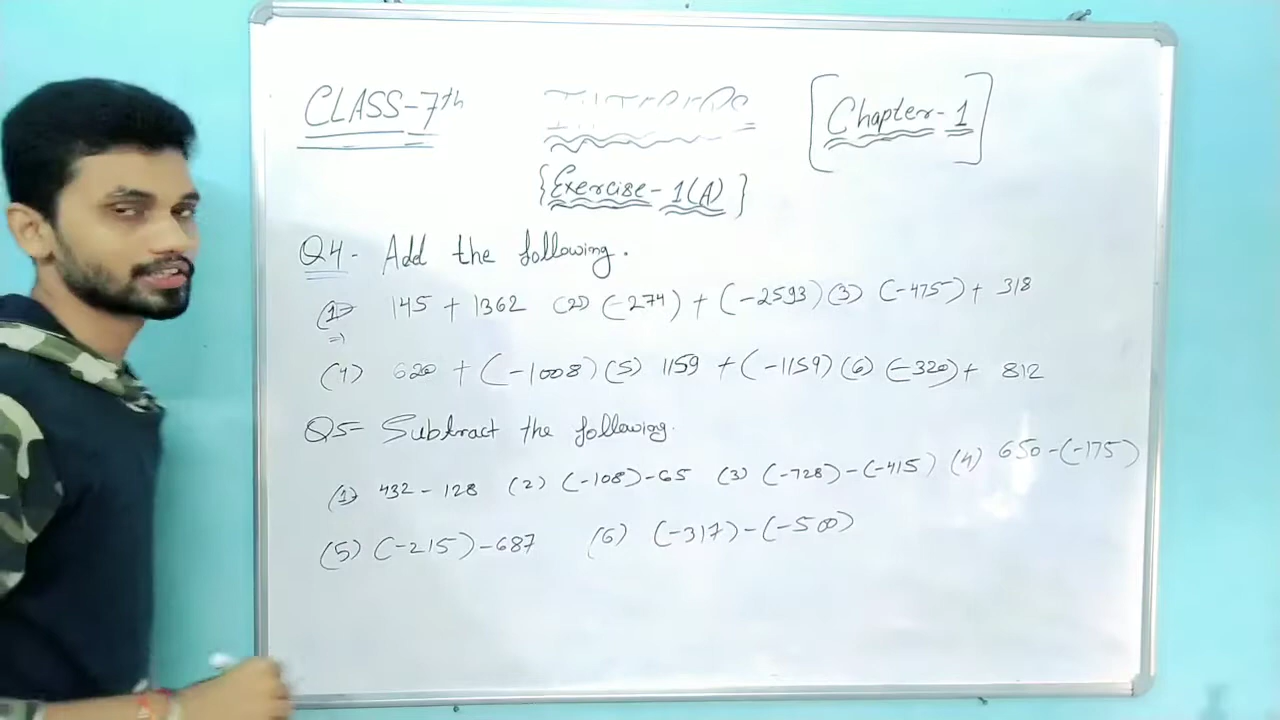 CLASS-7th
[Chapter-1]
{Exercise-1(A)}
Q4- Add the following.
(1) 145 + 1362 (2) (-274) + (-2593) (3) (-475) + 318
=)
(4) 620 + (-1008) (5) 1159 + (-1159) (6) (-320) + 812
Q5- Subtract the following.
(1) 432 - 128 (2) (-108) - 65 (3) (-728) - (-415) (4) 650 - (-175)
(5) (-215) - 687 (6) (-317) - (-500)